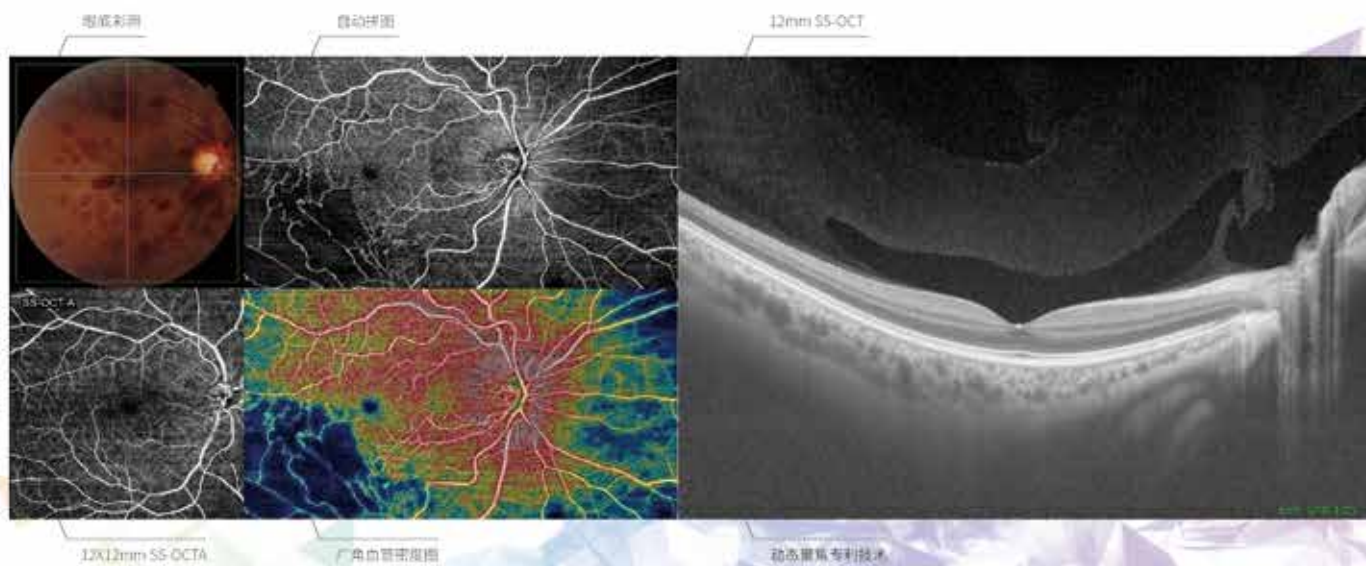 眼底彩照
自动拼图
12mm SS-OCT
SS-OCT-A
12X12mm SS-OCTA
广角血管密度图
动态聚焦专利技术